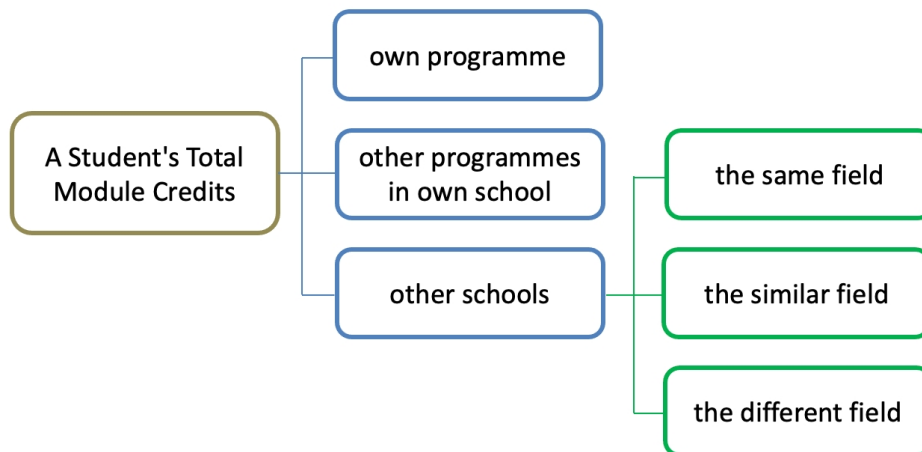 A Student's Total
Module Credits
own programme
other programmes
in own school
other schools
the same field
the similar field
the different field